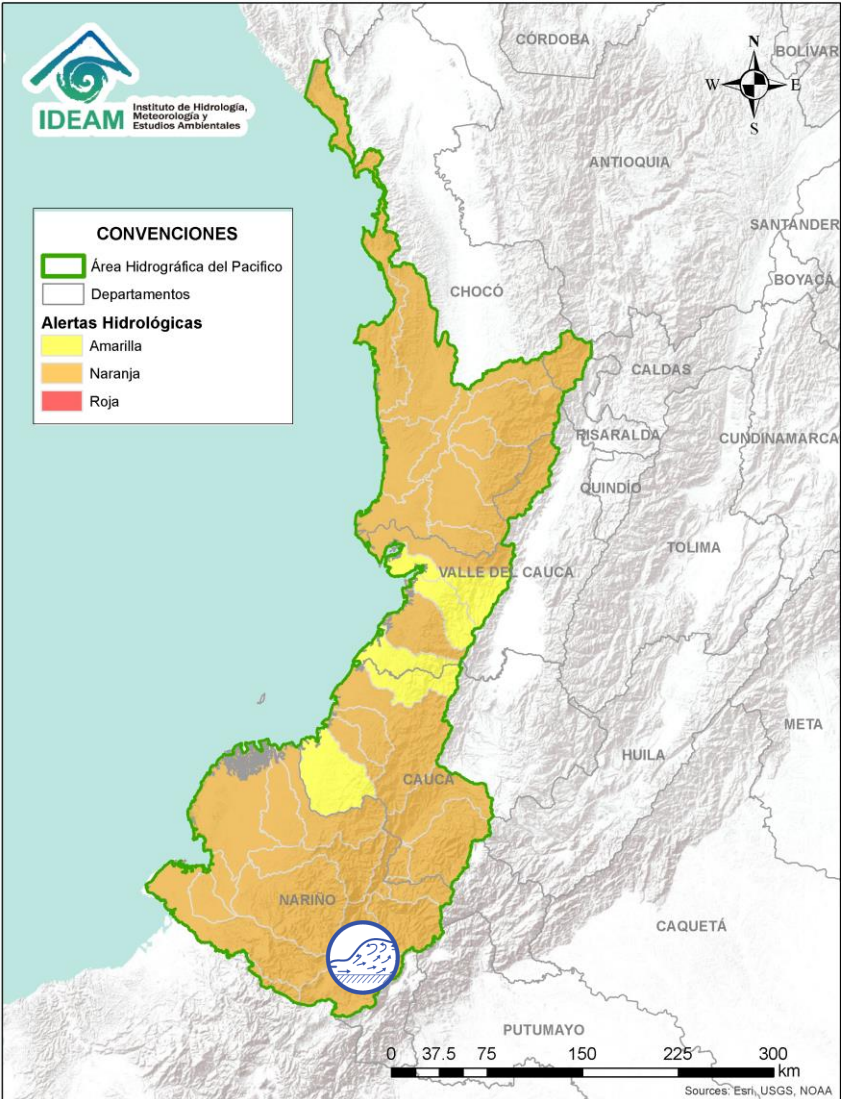 IDEAM
Instituto de Hidrología,
Meteorología y
Estudios Ambientales
N
W E
S
CONVENCIONES
Área Hidrográfica del Pacifico
Departamentos
Alertas Hidrológicas
Amarilla
Naranja
Roja
CÓRDOBA
BOLÍVAR
ANTIOQUIA
SANTANDER
BOYACÁ
CHOCÓ
CALDAS
RISARALDA
CUNDINAMARCA
QUINDÍO
TOLIMA
VALLE DEL CAUCA
META
HUILA
CAUCA
NARIÑO
CAQUETÁ
PUTUMAYO
0 37.5 75 150 225 300
km
Sources: Esri, USGS, NOAA